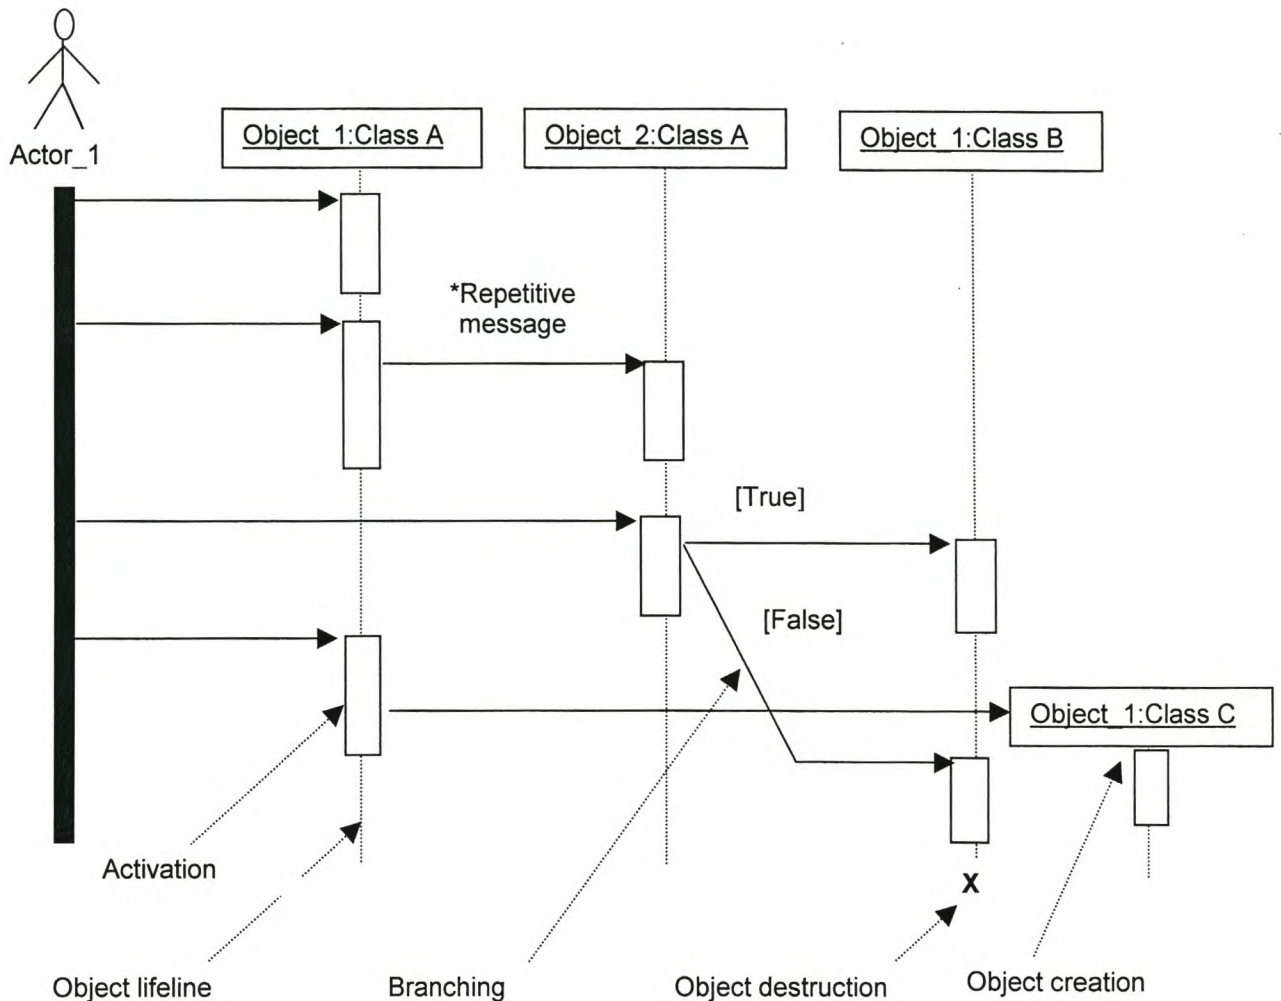 Actor_1
Object_1:Class A
Object_2:Class A
Object_1:Class B
*Repetitive
message
[True]
[False]
Object_1:Class C
Activation
X
Object lifeline
Branching
Object destruction
Object creation